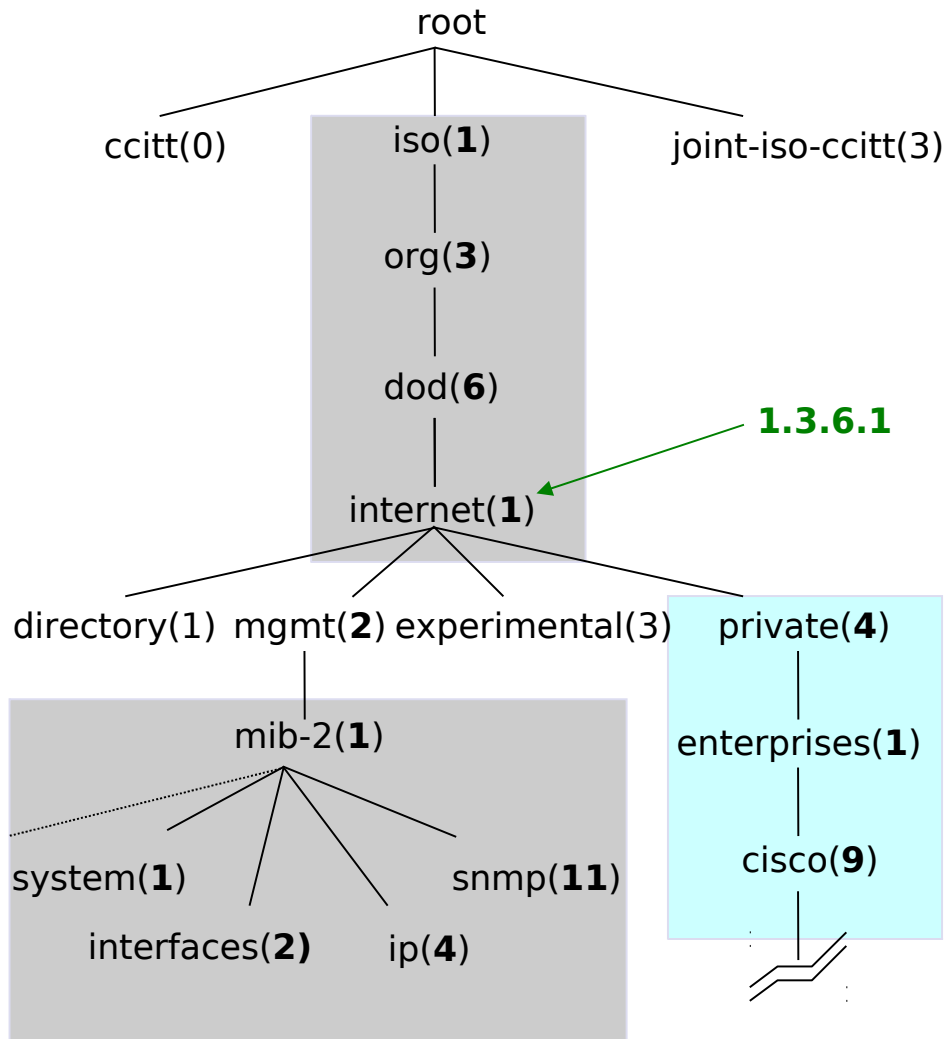 root
ccitt(0)
iso(1)
joint-iso-ccitt(3)
org(3)
dod(6)
1.3.6.1
internet(1)
directory(1)
mgmt(2)
experimental(3)
private(4)
mib-2(1)
enterprises(1)
cisco(9)
system(1)
snmp(11)
interfaces(2)
ip(4)